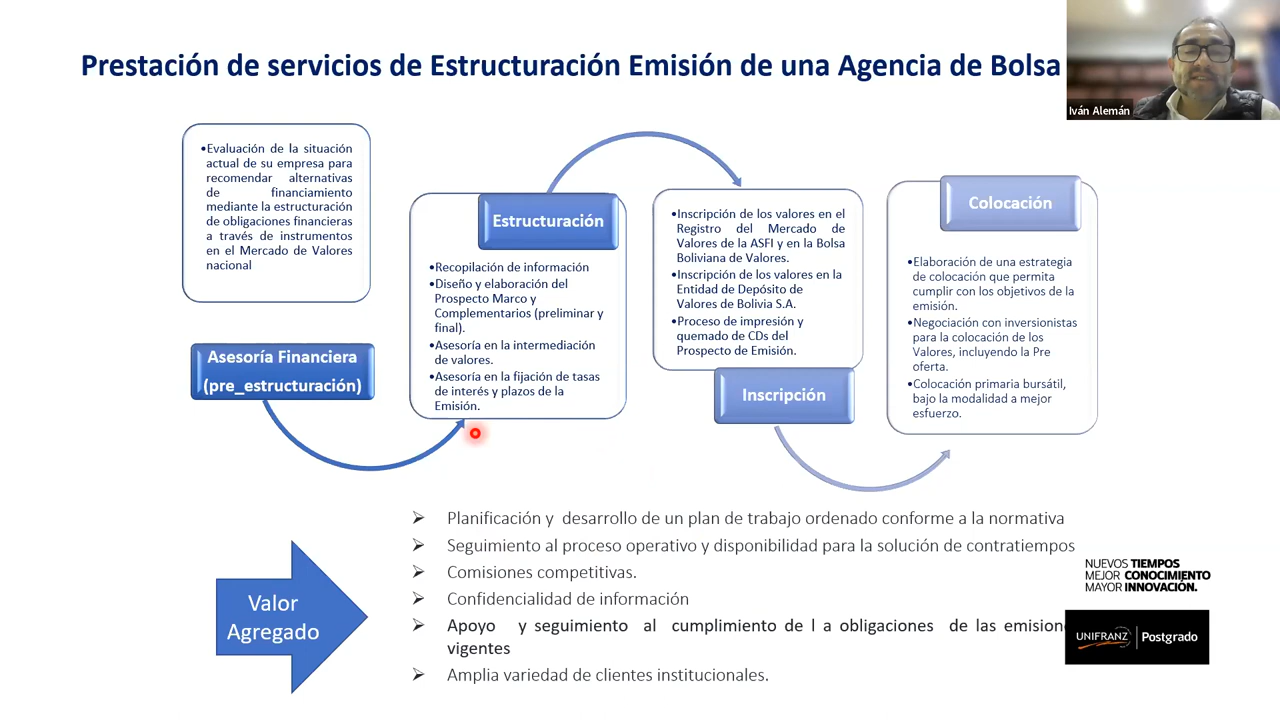 Prestación de servicios de Estructuración Emisión de una Agencia de Bolsa
Iván Alemán
•Evaluación de la situación
actual de su empresa para
recomendar alternativas
de financiamiento
mediante la estructuración
de obligaciones financieras
a través de instrumentos
en el Mercado de Valores
nacional
Asesoría Financiera
(pre_estructuración)
Estructuración
•Recopilación de información
•Diseño y elaboración del
Prospecto Marco y
Complementarios (preliminar y
final).
•Asesoría en la intermediación
de valores.
•Asesoría en la fijación de tasas
de interés y plazos de la
Emisión.
•Inscripción de los valores en el
Registro del Mercado de
Valores de la ASFI y en la Bolsa
Boliviana de Valores.
•Inscripción de los valores en la
Entidad de Depósito de
Valores de Bolivia S.A.
•Proceso de impresión y
quemado de CDs del
Prospecto de Emisión.
Inscripción
Colocación
•Elaboración de una estrategia
de colocación que permita
cumplir con los objetivos de la
emisión.
•Negociación con inversionistas
para la colocación de los
Valores, incluyendo la Pre
oferta.
•Colocación primaria bursátil,
bajo la modalidad a mejor
esfuerzo.
Valor
Agregado
➢ Planificación y desarrollo de un plan de trabajo ordenado conforme a la normativa
➢ Seguimiento al proceso operativo y disponibilidad para la solución de contratiempos
➢ Comisiones competitivas.
➢ Confidencialidad de información
➢ Apoyo y seguimiento al cumplimiento de l a obligaciones de las emision
vigentes
➢ Amplia variedad de clientes institucionales.
NUEVOS TIEMPOS
MEJOR CONOCIMIENTO
MAYOR INNOVACIÓN.
UNIFRANZ | Postgrado